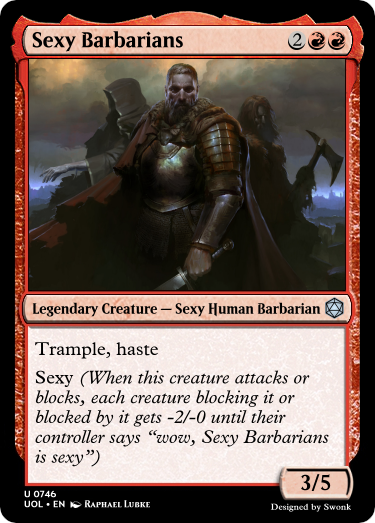 Sexy Barbarians 2
Legendary Creature — Sexy Human Barbarian
Trample, haste
Sexy (When this creature attacks or
blocks, each creature blocking it or
blocked by it gets -2/-0 until their
controller says “wow, Sexy Barbarians
is sexy”)
3/5
U 0746
UOL • EN Raphael Lubke
Designed by Swonk